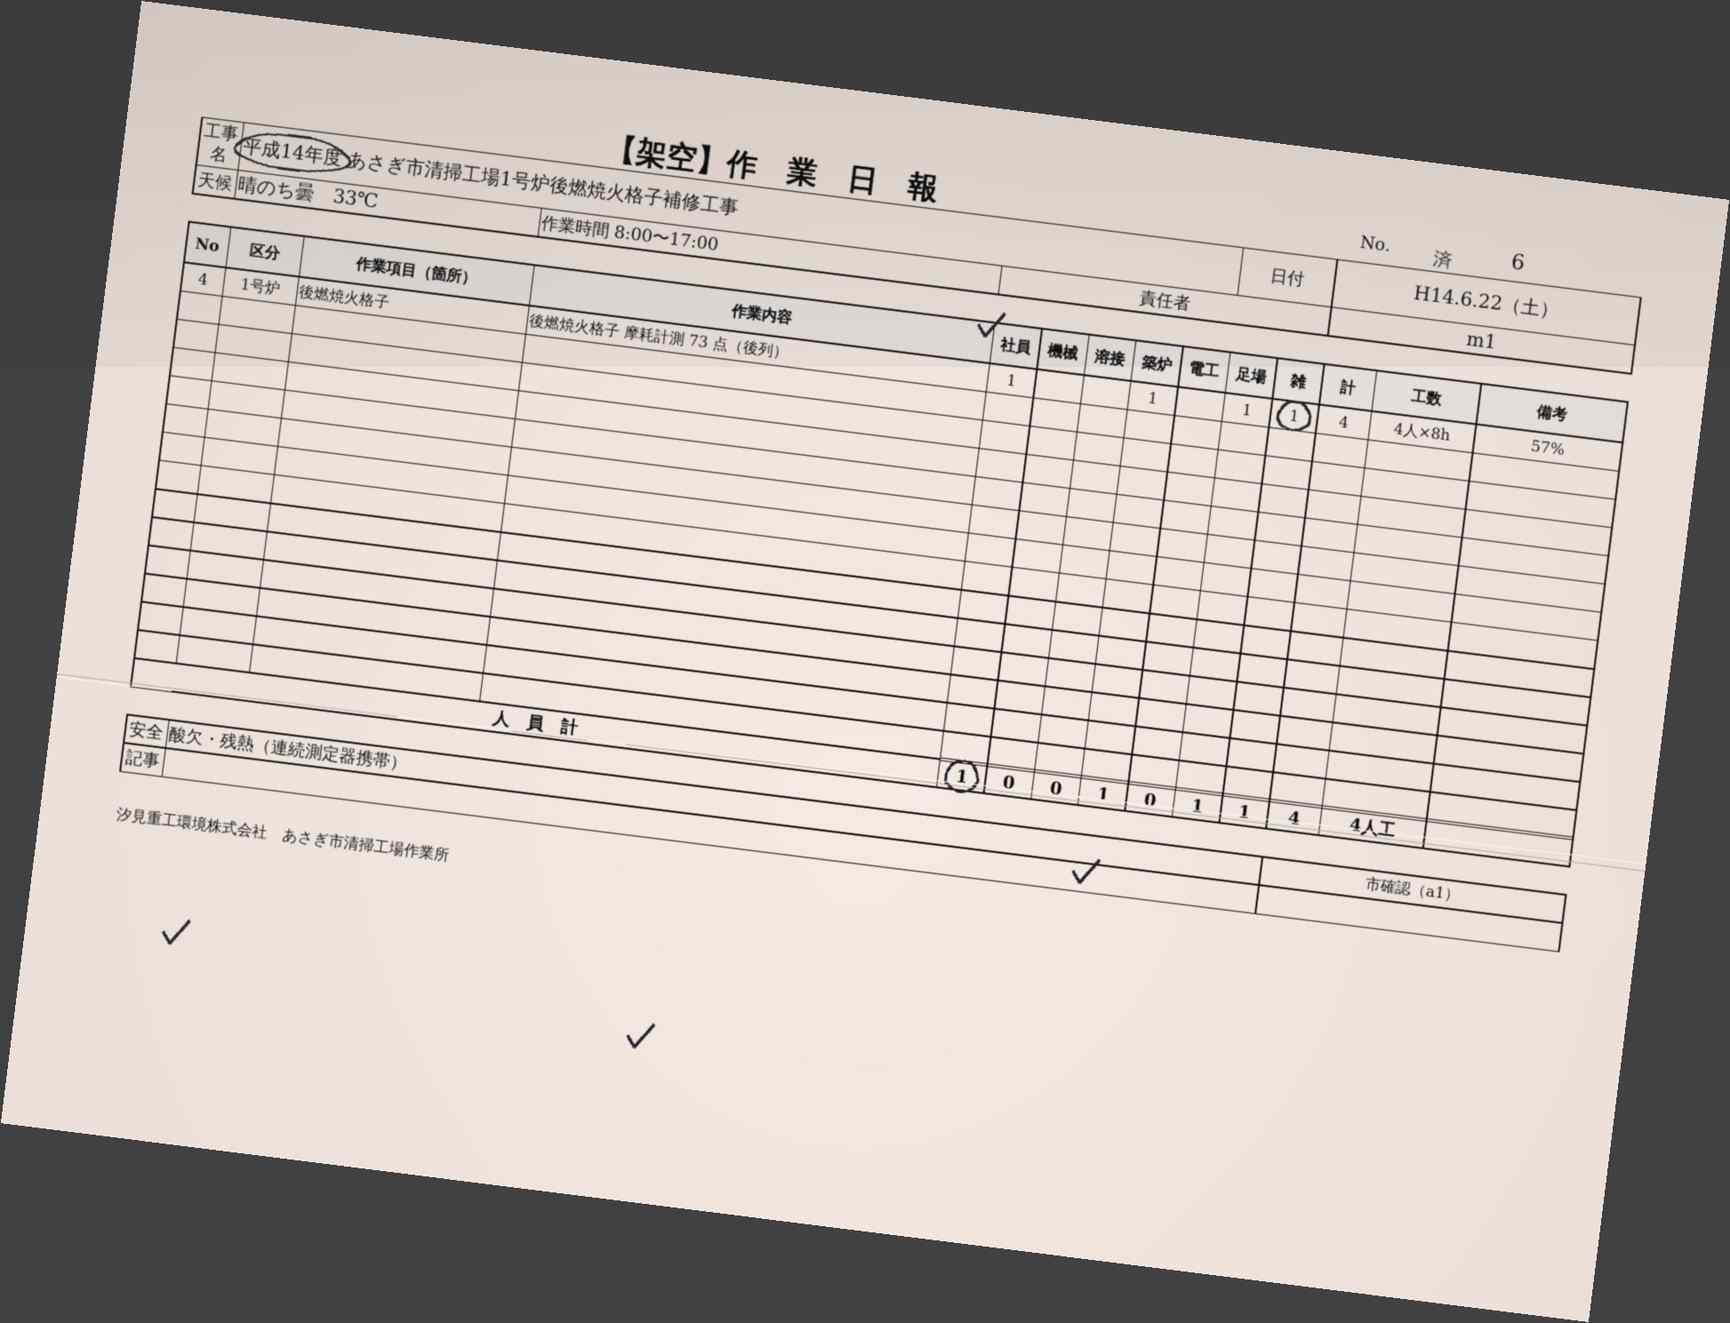 【架空】作 業 日 報
No. 済 6
工事名 平成14年度 あさぎ市清掃工場1号炉後燃焼火格子補修工事 日付 H14.6.22（土）
天候 晴のち曇 33℃ 作業時間 8:00〜17:00 責任者 m1
No 区分 作業項目（箇所） 作業内容 社員 機械 溶接 築炉 電工 足場 雑 計 工数 備考
4 1号炉 後燃焼火格子 後燃焼火格子 摩耗計測 73 点（後列） 1 1 1 1 4 4人×8h 57%
人 員 計 1 0 0 1 0 1 1 4 4人工
安全 酸欠・残熱（連続測定器携帯） 市確認（a1）
記事
汐見重工環境株式会社 あさぎ市清掃工場作業所